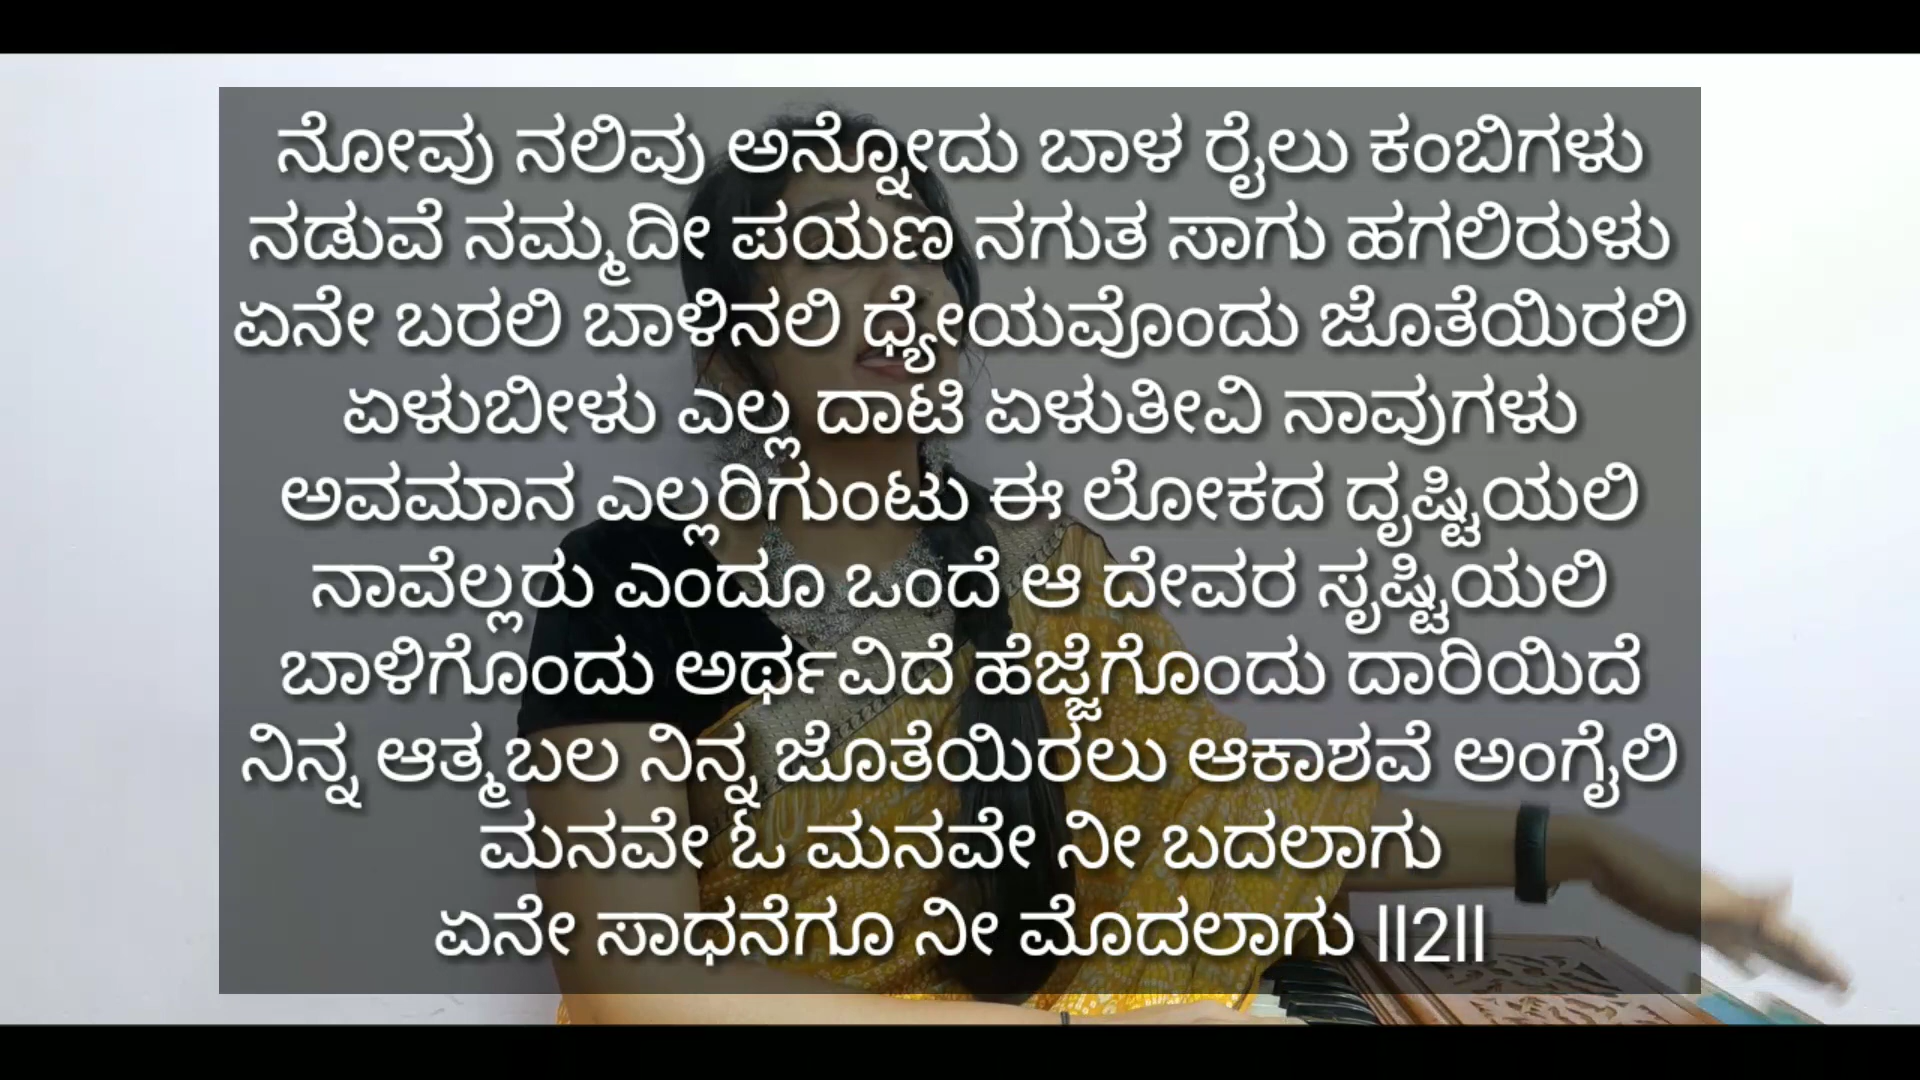 ನೋವು ನಲಿವು ಅನ್ನೋದು ಬಾಳ ರೈಲು ಕಂಬಿಗಳು
ನಡುವೆ ನಮ್ಮದೀ ಪಯಣ ನಗುತ ಸಾಗು ಹಗಲಿರುಳು
ಏನೇ ಬರಲಿ ಬಾಳಿನಲಿ ಧ್ಯೇಯವೊಂದು ಜೊತೆಯಿರಲಿ
ಏಳುಬೀಳು ಎಲ್ಲ ದಾಟಿ ಏಳುತೀವಿ ನಾವುಗಳು
ಅವಮಾನ ಎಲ್ಲರಿಗುಂಟು ಈ ಲೋಕದ ದೃಷ್ಟಿಯಲಿ
ನಾವೆಲ್ಲರು ಎಂದೂ ಒಂದೆ ಆ ದೇವರ ಸೃಷ್ಟಿಯಲಿ
ಬಾಳಿಗೊಂದು ಅರ್ಥವಿದೆ ಹೆಜ್ಜೆಗೊಂದು ದಾರಿಯಿದೆ
ನಿನ್ನ ಆತ್ಮಬಲ ನಿನ್ನ ಜೊತೆಯಿರಲು ಆಕಾಶವೆ ಅಂಗೈಲಿ
ಮನವೇ ಓ ಮನವೇ ನೀ ಬದಲಾಗು
ಏನೇ ಸಾಧನೆಗೂ ನೀ ಮೊದಲಾಗು ||2||